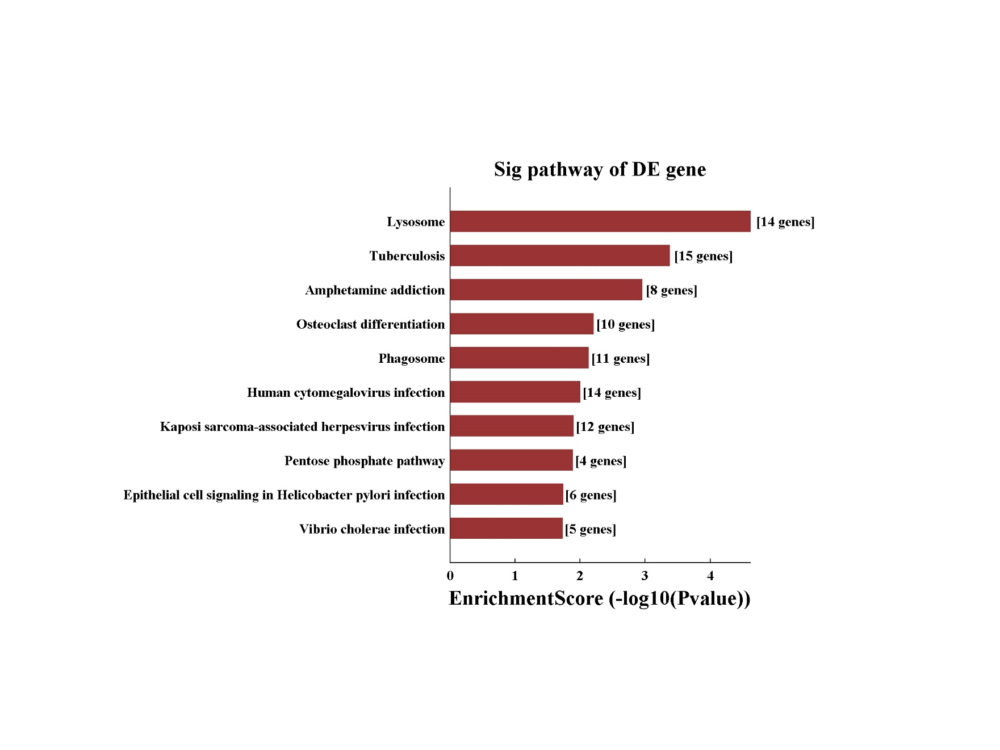 Sig pathway of DE gene
Lysosome [14 genes]
Tuberculosis [15 genes]
Amphetamine addiction [8 genes]
Osteoclast differentiation [10 genes]
Phagosome [11 genes]
Human cytomegalovirus infection [14 genes]
Kaposi sarcoma-associated herpesvirus infection [12 genes]
Pentose phosphate pathway [4 genes]
Epithelial cell signaling in Helicobacter pylori infection [6 genes]
Vibrio cholerae infection [5 genes]
0 1 2 3 4
EnrichmentScore (-log10(Pvalue))